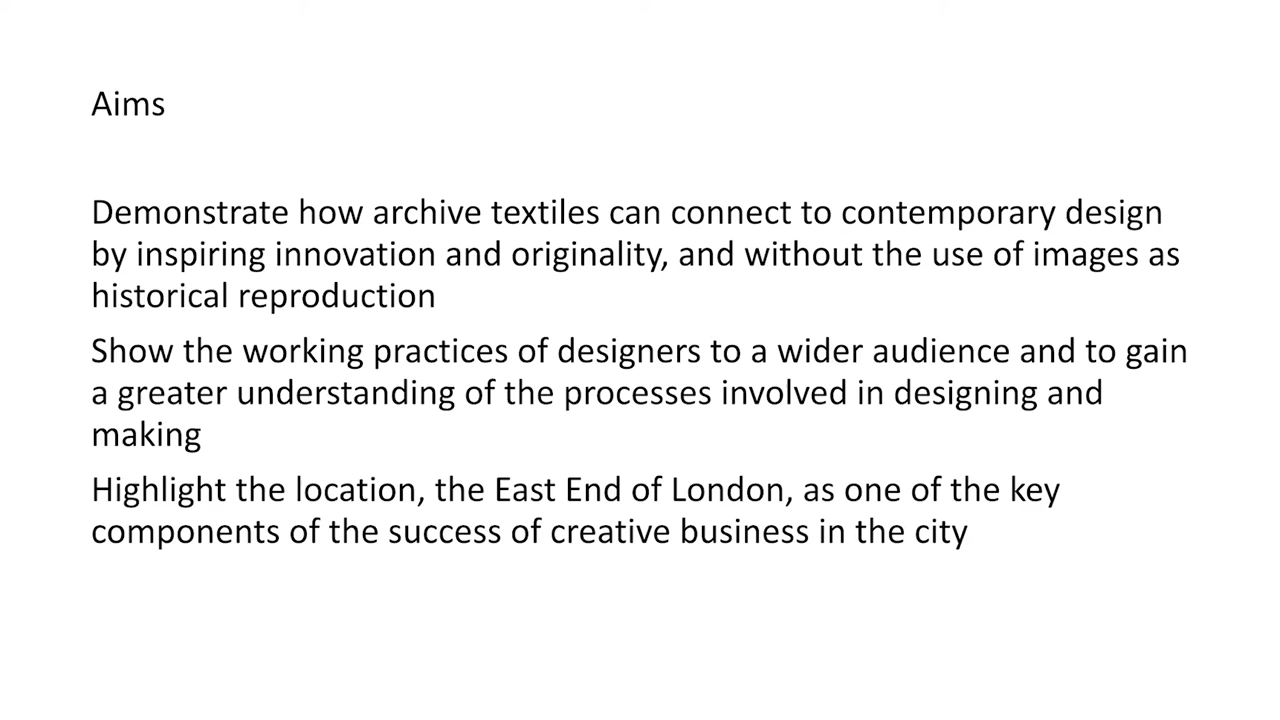 Aims
Demonstrate how archive textiles can connect to contemporary design
by inspiring innovation and originality, and without the use of images as
historical reproduction
Show the working practices of designers to a wider audience and to gain
a greater understanding of the processes involved in designing and
making
Highlight the location, the East End of London, as one of the key
components of the success of creative business in the city